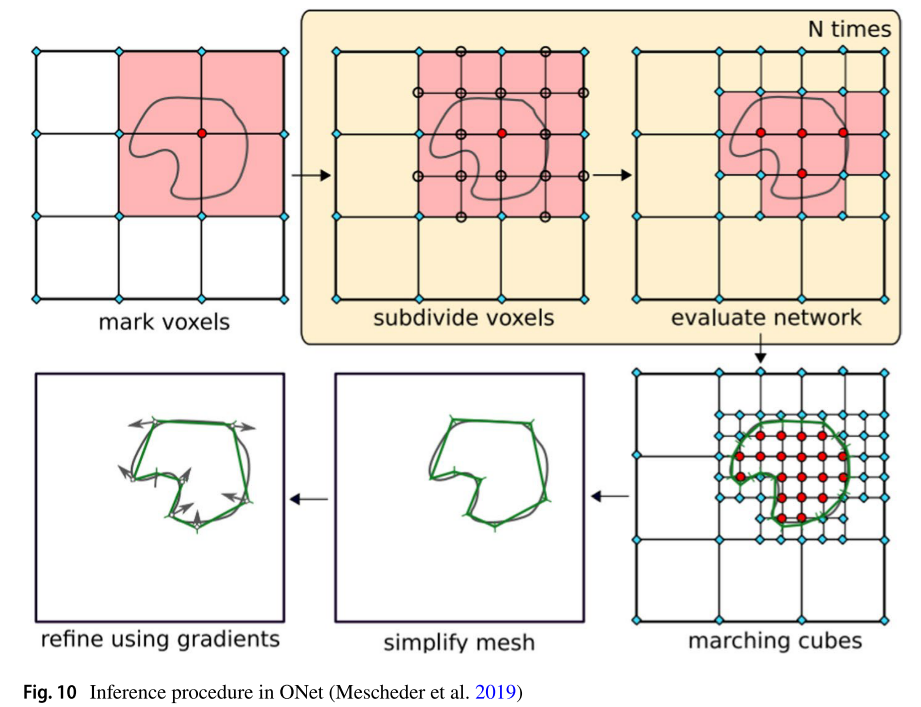 N times
mark voxels
subdivide voxels
evaluate network
refine using gradients
simplify mesh
marching cubes
Fig. 10 Inference procedure in ONet (Mescheder et al. 2019)